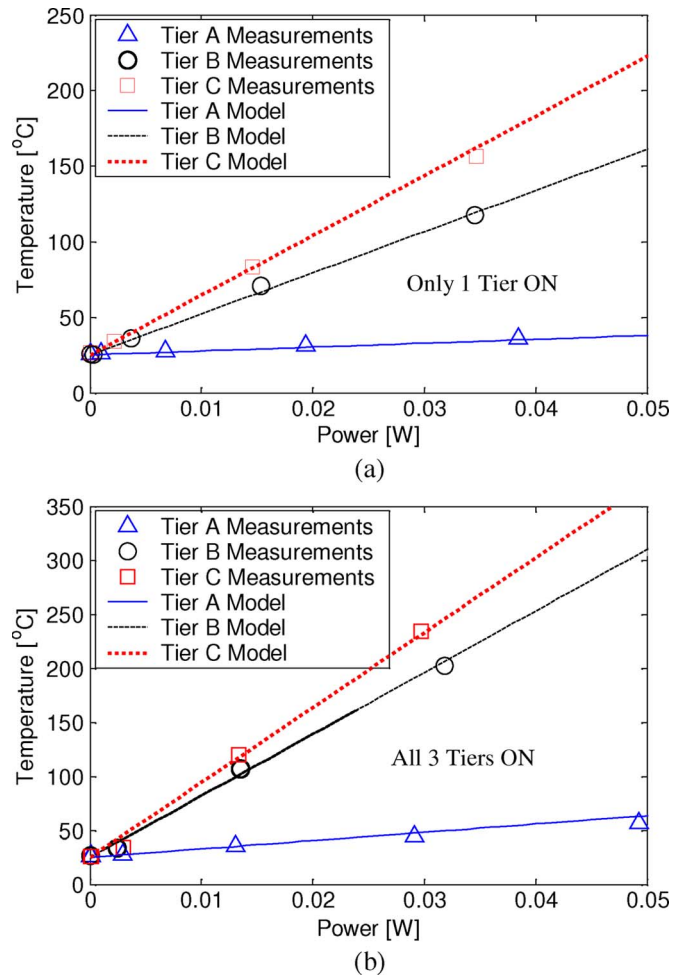 Tier A Measurements
Tier B Measurements
Tier C Measurements
Tier A Model
Tier B Model
Tier C Model
Only 1 Tier ON
Temperature [°C]
250
200
150
100
50
0
0 0.01 0.02 0.03 0.04 0.05
Power [W]
(a)
Tier A Measurements
Tier B Measurements
Tier C Measurements
Tier A Model
Tier B Model
Tier C Model
All 3 Tiers ON
Temperature [°C]
350
300
250
200
150
100
50
0
0 0.01 0.02 0.03 0.04 0.05
Power [W]
(b)